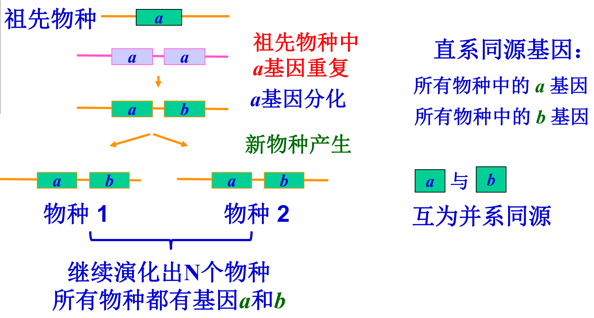 祖先物种
a
a a
祖先物种中
a基因重复
a b
a基因分化
新物种产生
a b
a b
物种 1
物种 2
继续演化出N个物种
所有物种都有基因a和b
直系同源基因：
所有物种中的 a 基因
所有物种中的 b 基因
a 与 b
互为并系同源